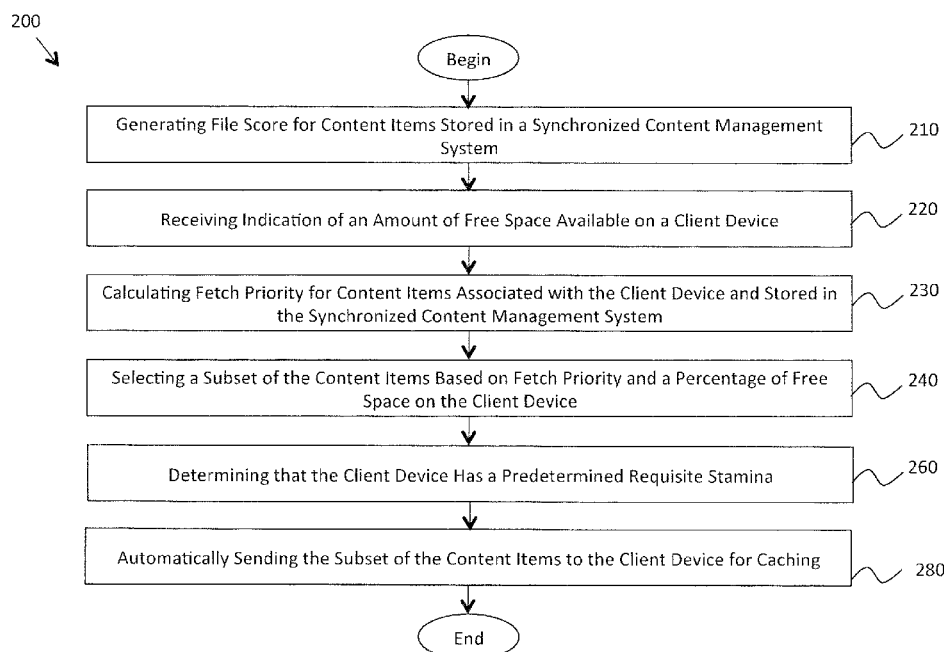 200
Begin
Generating File Score for Content Items Stored in a Synchronized Content Management
System
210
Receiving Indication of an Amount of Free Space Available on a Client Device
220
Calculating Fetch Priority for Content Items Associated with the Client Device and Stored in
the Synchronized Content Management System
230
Selecting a Subset of the Content Items Based on Fetch Priority and a Percentage of Free
Space on the Client Device
240
Determining that the Client Device Has a Predetermined Requisite Stamina
260
Automatically Sending the Subset of the Content Items to the Client Device for Caching
280
End